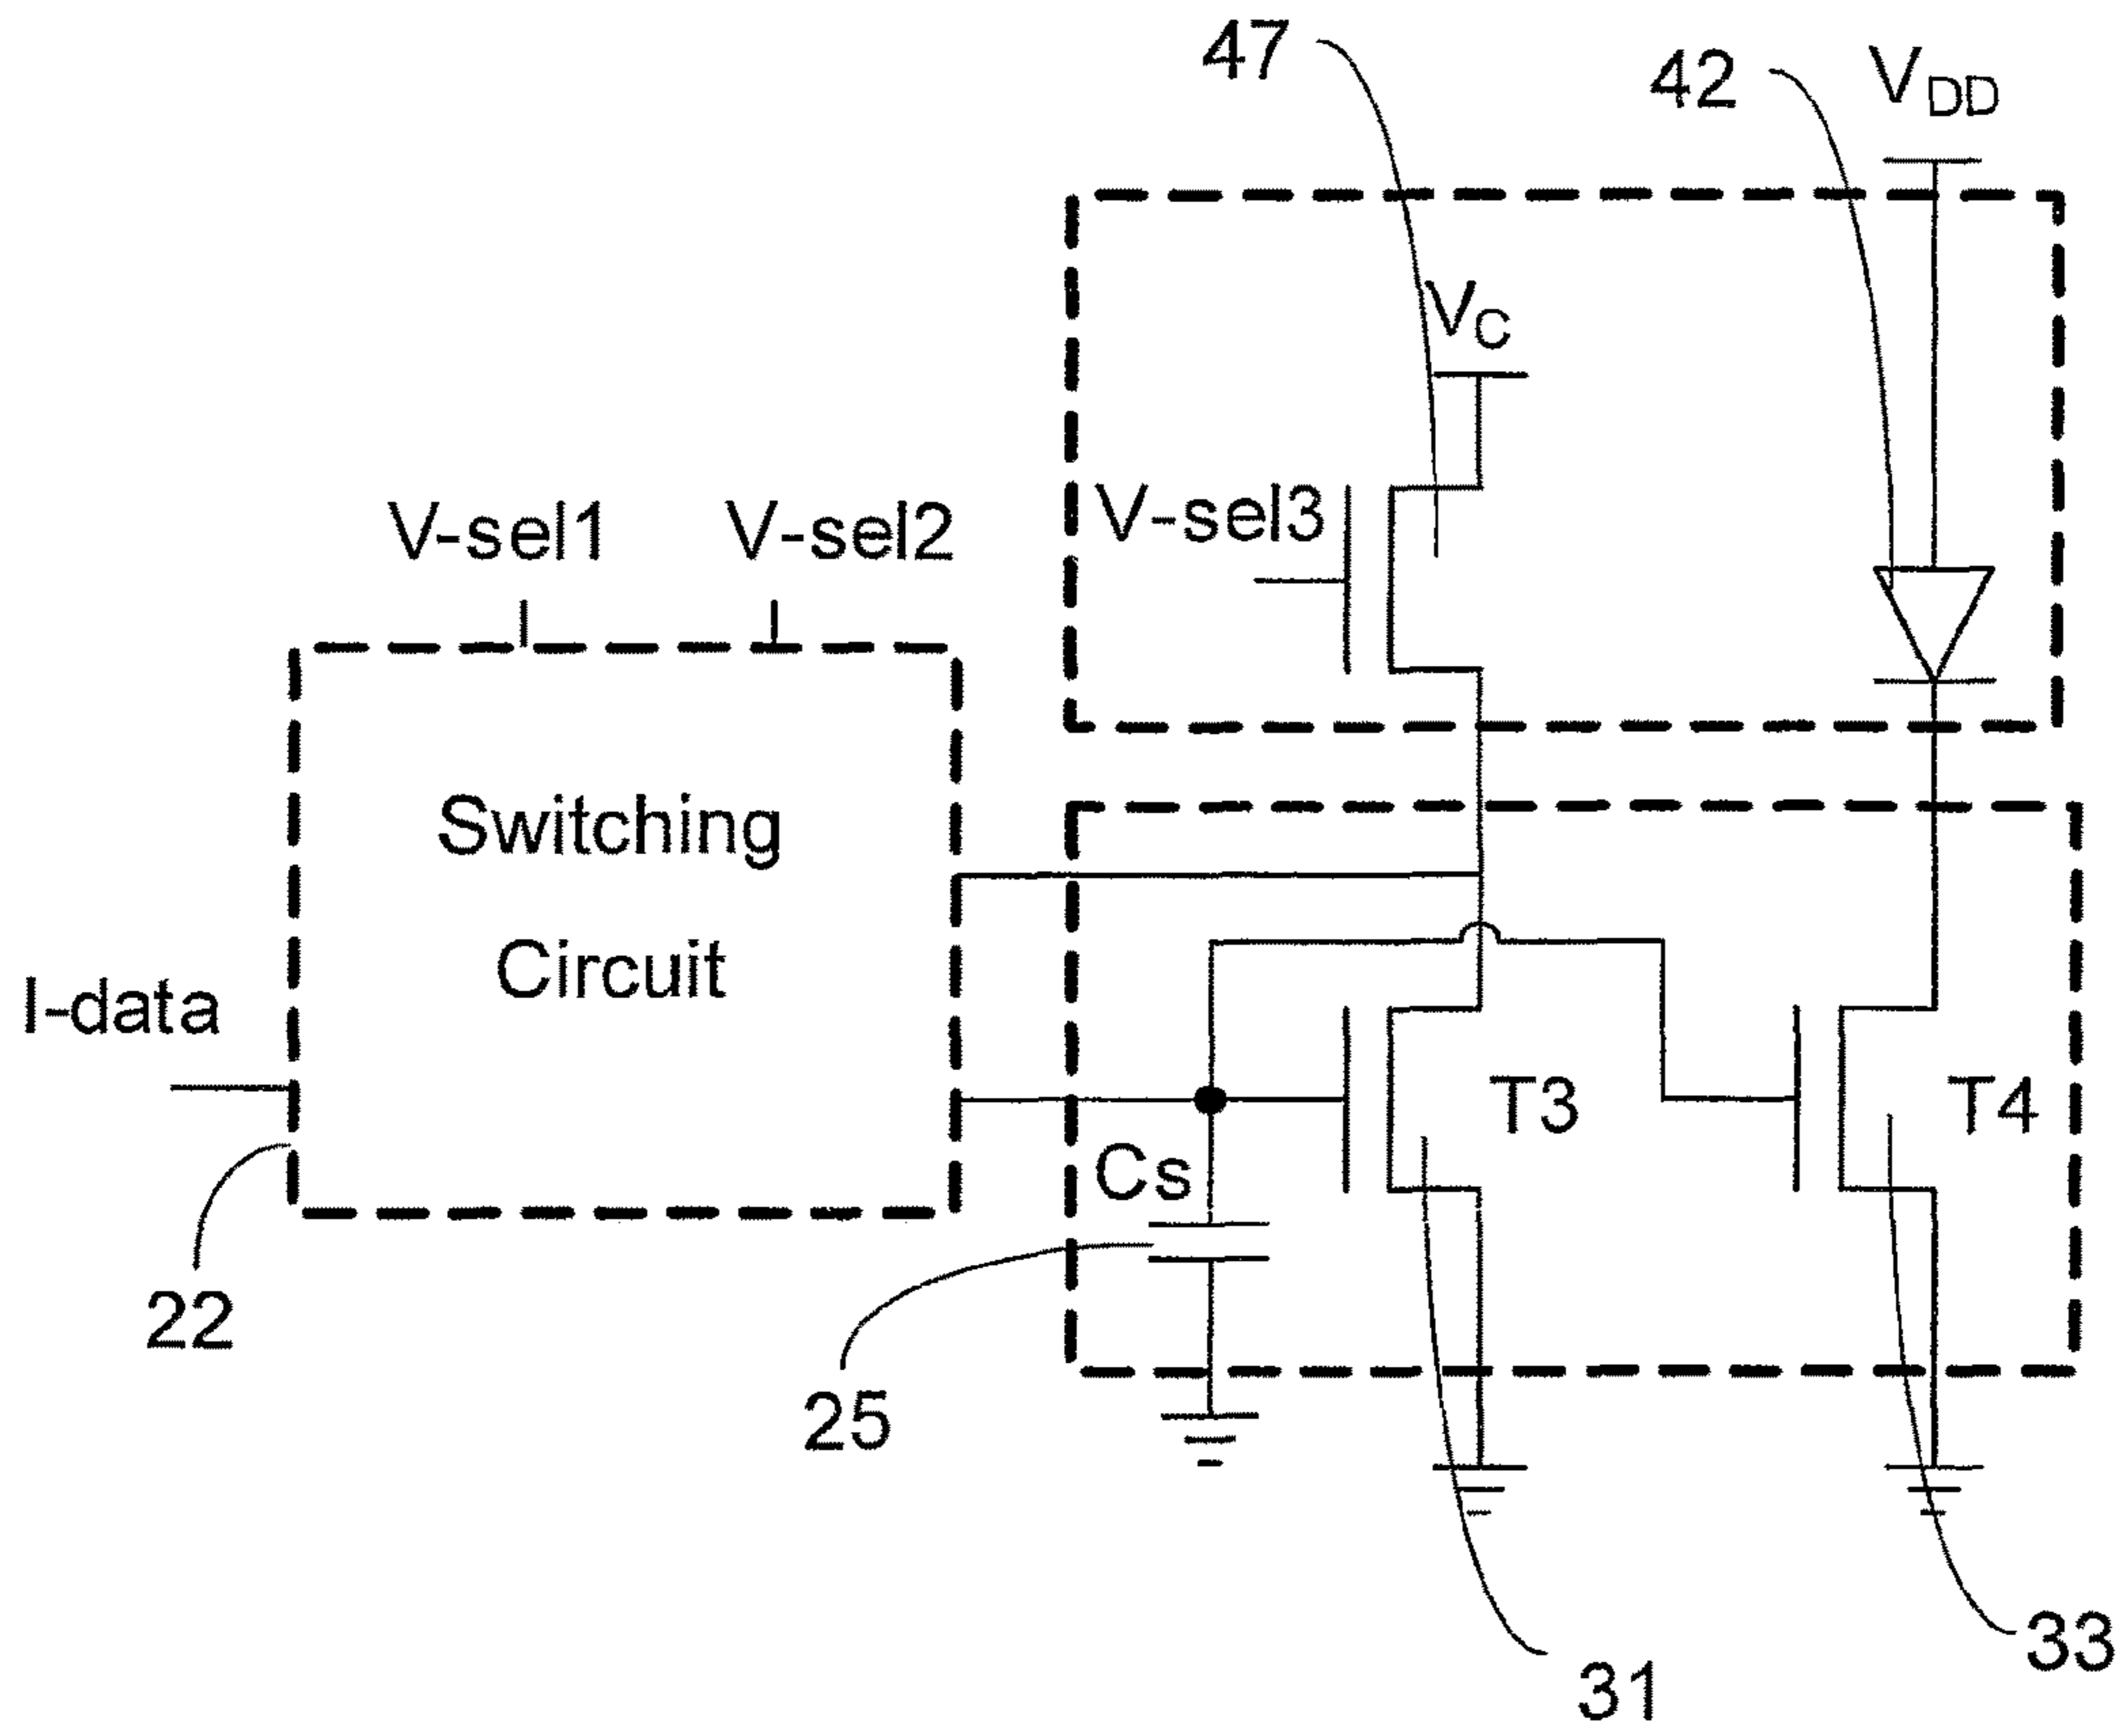 47
42
VDD
VC
V-sel1
V-sel2
V-sel3
Switching
Circuit
I-data
T3
T4
Cs
22
25
31
33